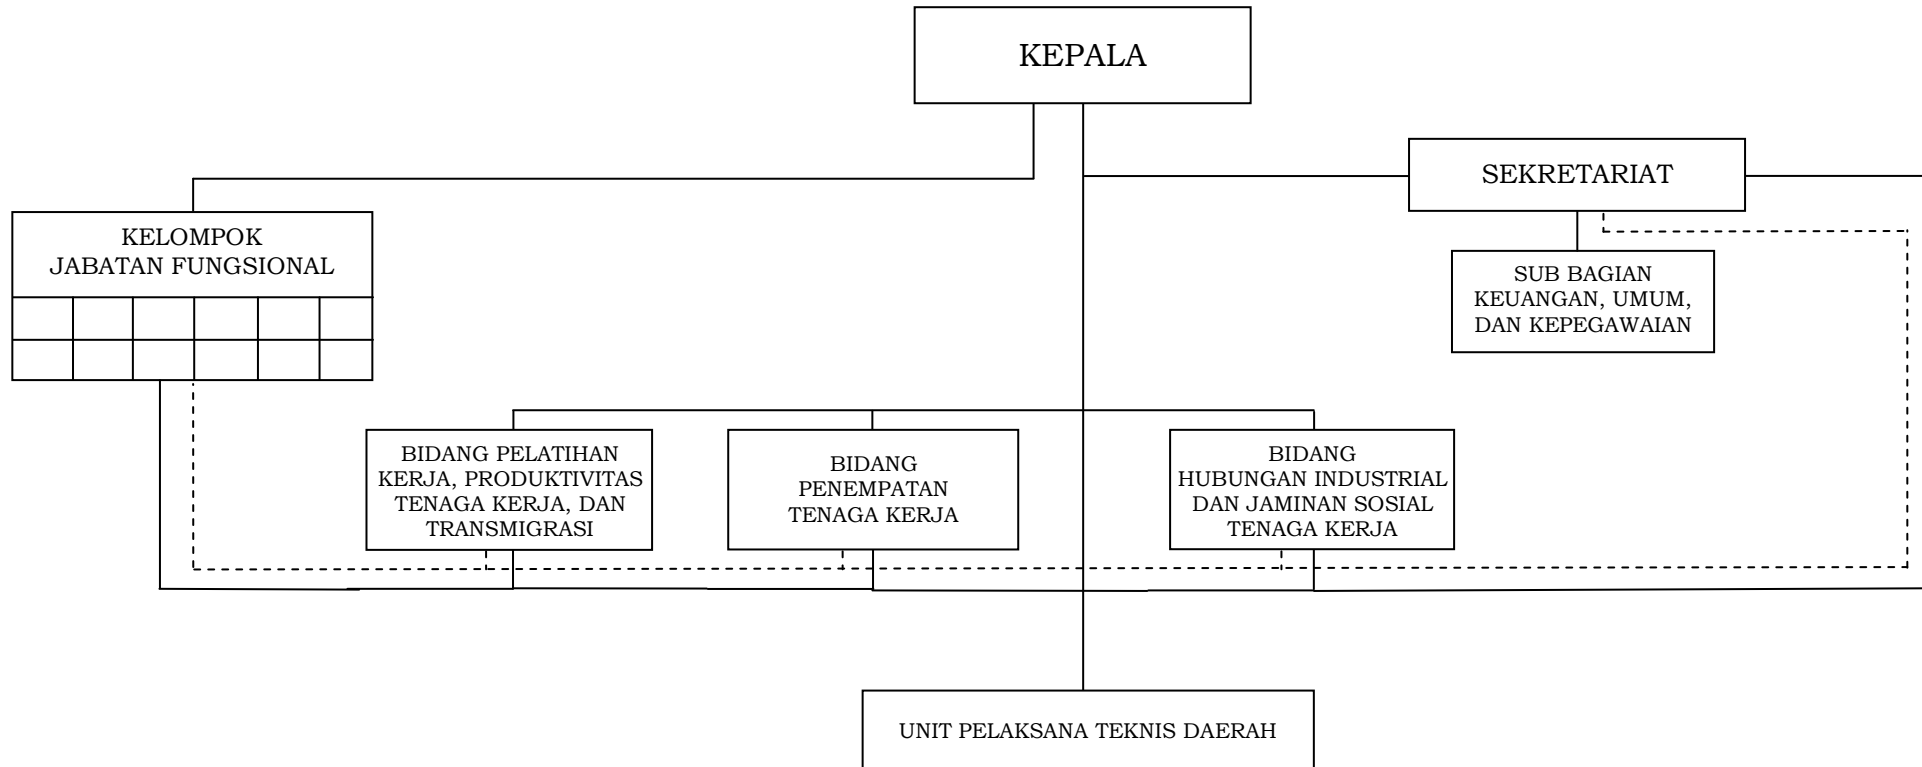 KEPALA
SEKRETARIAT
KELOMPOK
JABATAN FUNGSIONAL
SUB BAGIAN
KEUANGAN, UMUM,
DAN KEPEGAWAIAN
BIDANG PELATIHAN
KERJA, PRODUKTIVITAS
TENAGA KERJA, DAN
TRANSMIGRASI
BIDANG
PENEMPATAN
TENAGA KERJA
BIDANG
HUBUNGAN INDUSTRIAL
DAN JAMINAN SOSIAL
TENAGA KERJA
UNIT PELAKSANA TEKNIS DAERAH